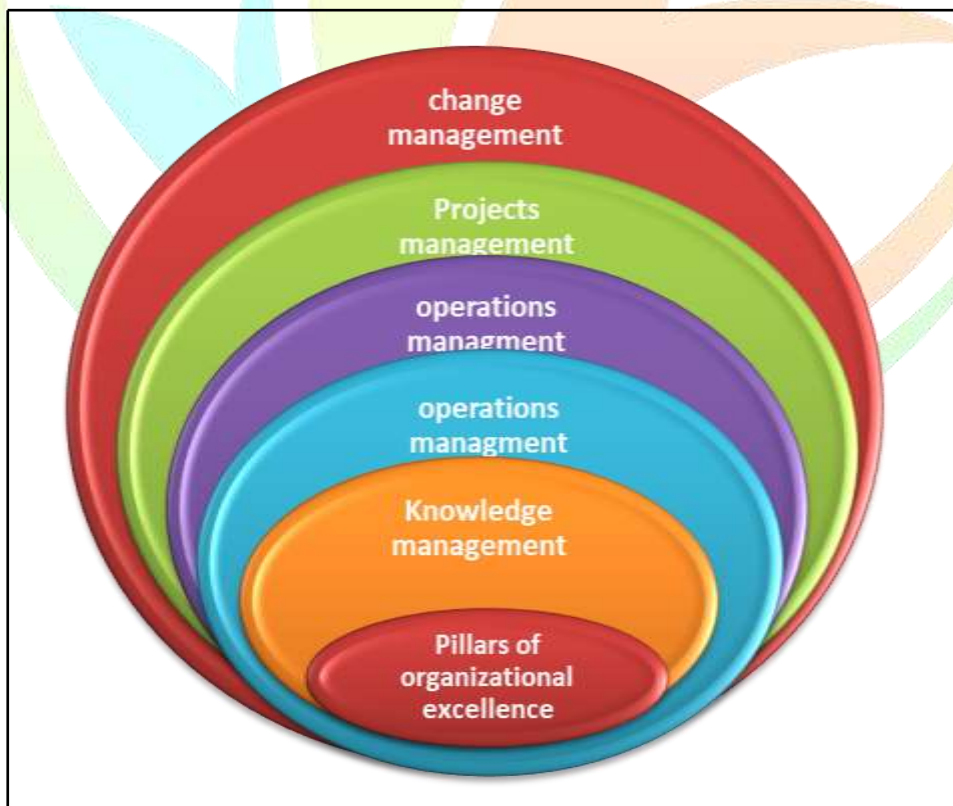 change
management
Projects
management
operations
managment
operations
managment
Knowledge
management
Pillars of
organizational
excellence